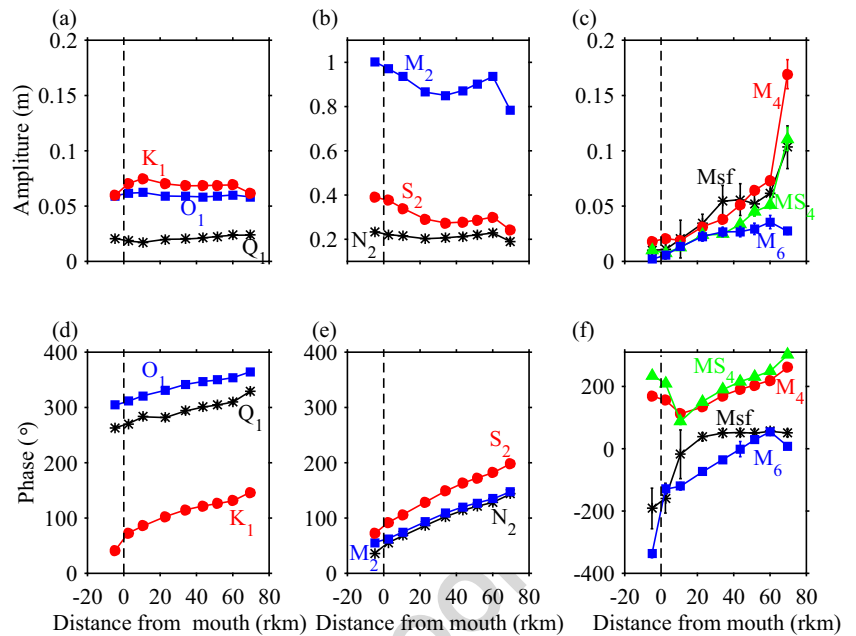 (a) (b) (c)
0.2 0.2
0.15 1 M2 0.15 M4
0.8
Ampliture (m) 0.1 K1 0.6 0.1 Msf
0.05 O1 0.4 S2 0.05 MS4
Q1 0.2 N2 M6
0 0
(d) (e) (f)
400 O1 400 MS4
300 Q1 300 S2 200 M4
Phase (°) 200 200 0 Msf
100 K1 100 N2 -200 M6
0 0 M2 -400
-20 0 20 40 60 80 -20 0 20 40 60 80 -20 0 20 40 60 80
Distance from mouth (rkm) Distance from mouth (rkm) Distance from mouth (rkm)